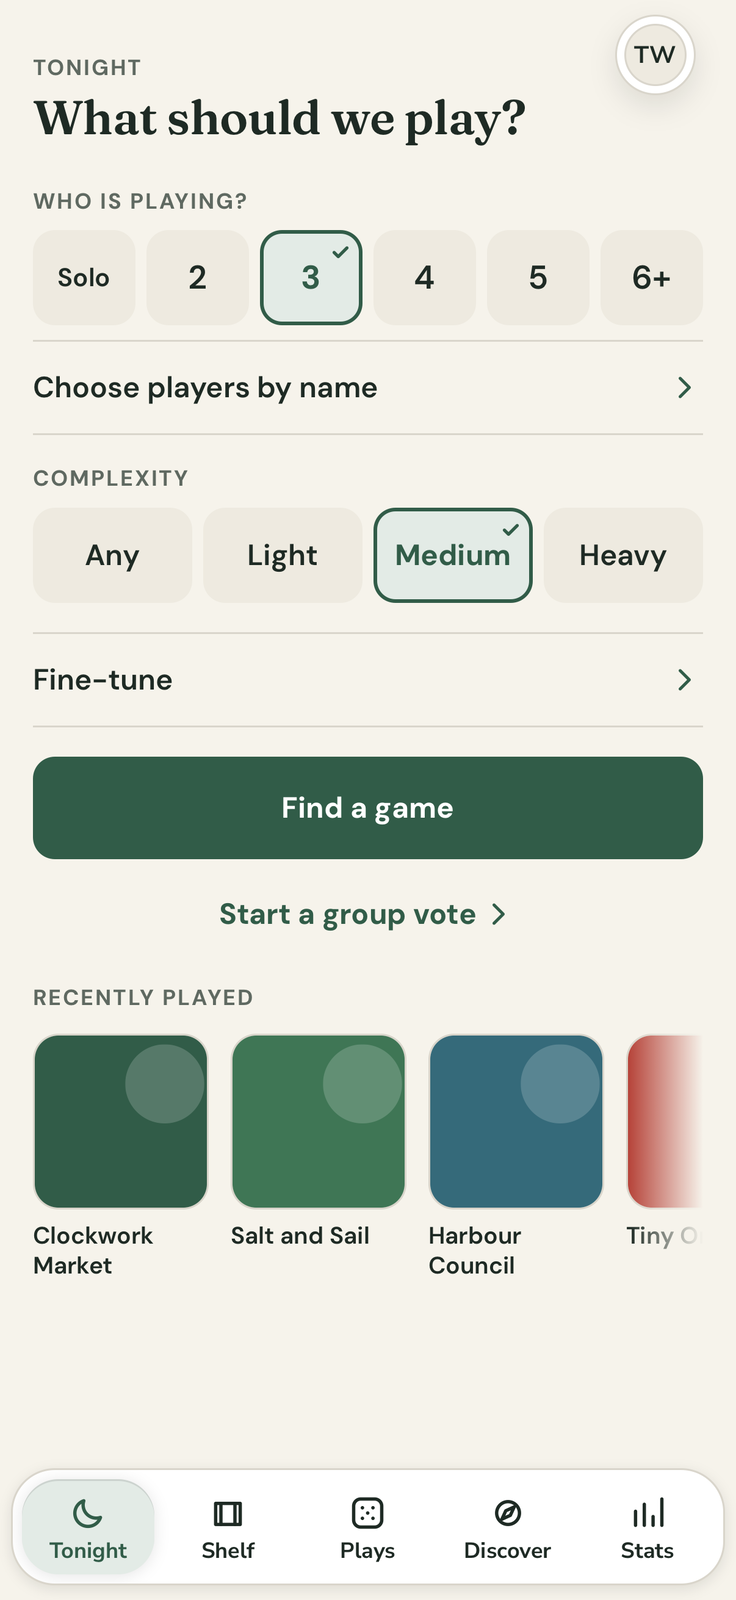 TW
TONIGHT
What should we play?
WHO IS PLAYING?
Solo 2 3 4 5 6+
Choose players by name
COMPLEXITY
Any Light Medium Heavy
Fine-tune
Find a game
Start a group vote
RECENTLY PLAYED
Clockwork Market
Salt and Sail
Harbour Council
Tiny
Tonight Shelf Plays Discover Stats